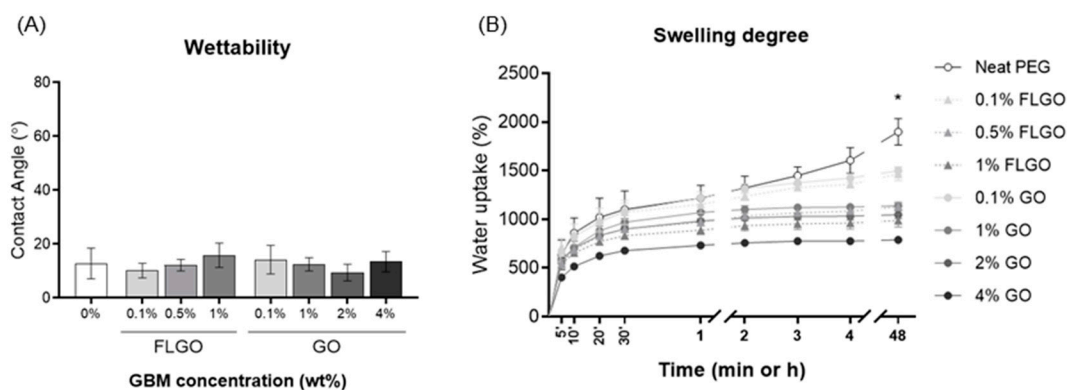 (A)
Wettability
Contact Angle (°)
80
60
40
20
0
0%
0.1% 0.5% 1%
0.1% 1% 2% 4%
FLGO
GO
GBM concentration (wt%)
(B)
Swelling degree
Water uptake (%)
2500
2000
1500
1000
500
0
*
5'
10'
20'
30'
1
2
3
4
48
Time (min or h)
Neat PEG
0.1% FLGO
0.5% FLGO
1% FLGO
0.1% GO
1% GO
2% GO
4% GO